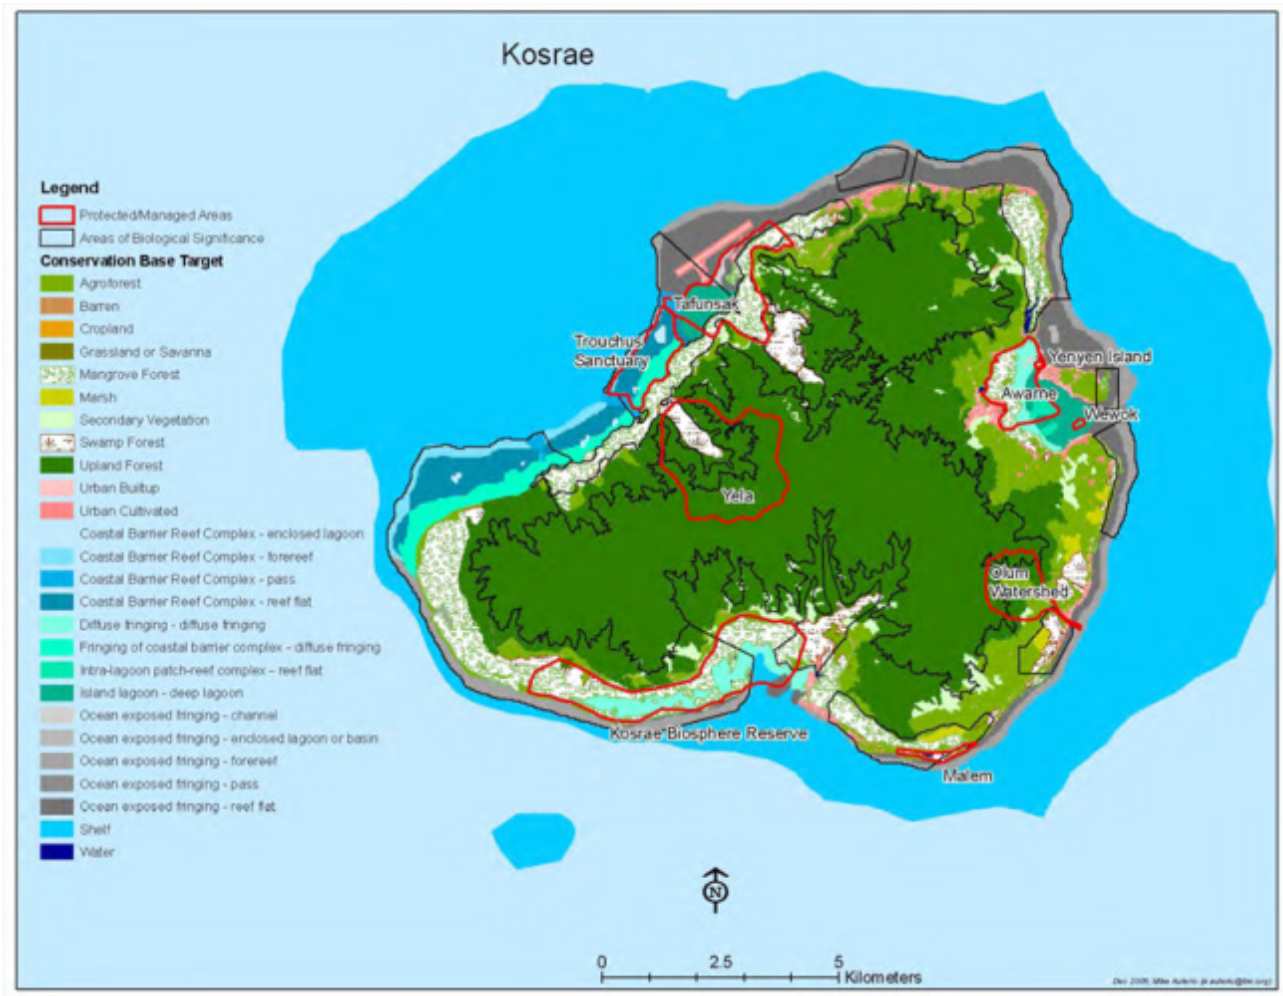 Kosrae
Legend
Protected/Managed Areas
Areas of Biological Significance
Conservation Base Target
Agroforest
Barren
Cropland
Grassland or Savanna
Mangrove Forest
Marsh
Secondary Vegetation
Swamp Forest
Upland Forest
Urban Builtup
Urban Cultivated
Coastal Barrier Reef Complex - enclosed lagoon
Coastal Barrier Reef Complex - forereef
Coastal Barrier Reef Complex - pass
Coastal Barrier Reef Complex - reef flat
Diffuse fringing - diffuse fringing
Fringing of coastal barrier complex - diffuse fringing
Intra-lagoon patch-reef complex - reef flat
Island lagoon - deep lagoon
Ocean exposed fringing - channel
Ocean exposed fringing - enclosed lagoon or basin
Ocean exposed fringing - forereef
Ocean exposed fringing - pass
Ocean exposed fringing - reef flat
Shelf
Water
Tafunsak
Trouchus
Sanctuary
Yenyen Island
Awane
Wewok
Yela
Olum
Watershed
Kosrae Biosphere Reserve
Malem
N
0 2.5 5
Kilometers